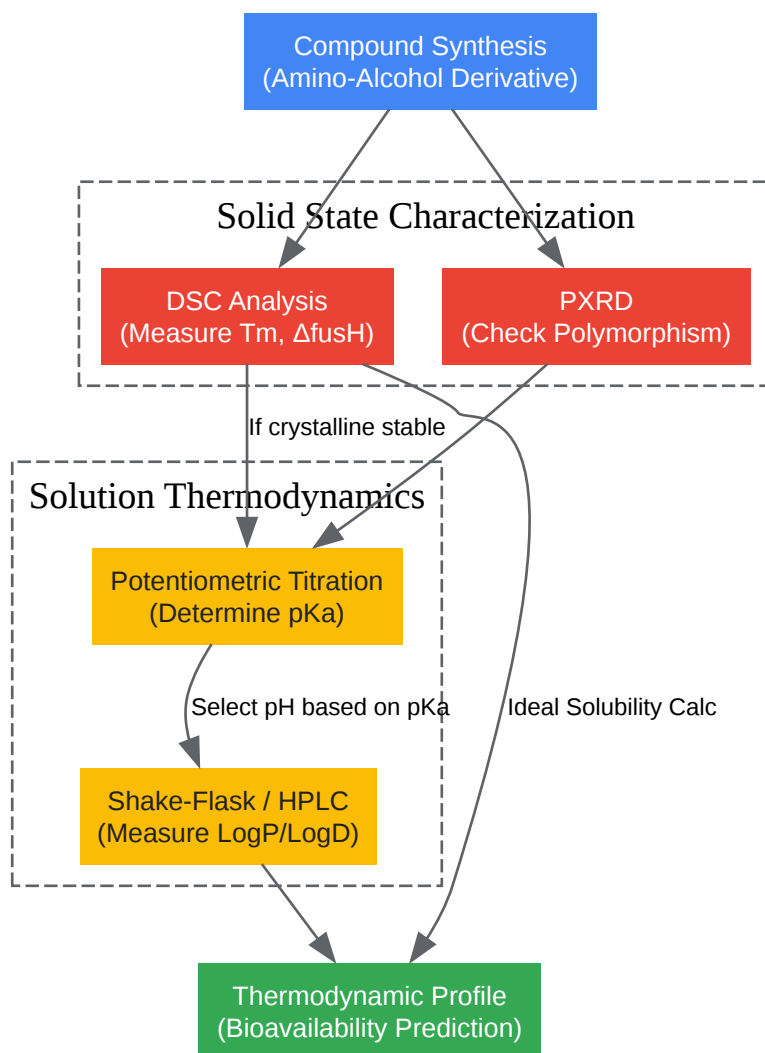 Compound Synthesis
(Amino-Alcohol Derivative)
Solid State Characterization
DSC Analysis
(Measure Tm, ΔfusH)
PXRD
(Check Polymorphism)
If crystalline stable
Solution Thermodynamics
Potentiometric Titration
(Determine pKa)
Select pH based on pKa
Ideal Solubility Calc
Shake-Flask / HPLC
(Measure LogP/LogD)
Thermodynamic Profile
(Bioavailability Prediction)